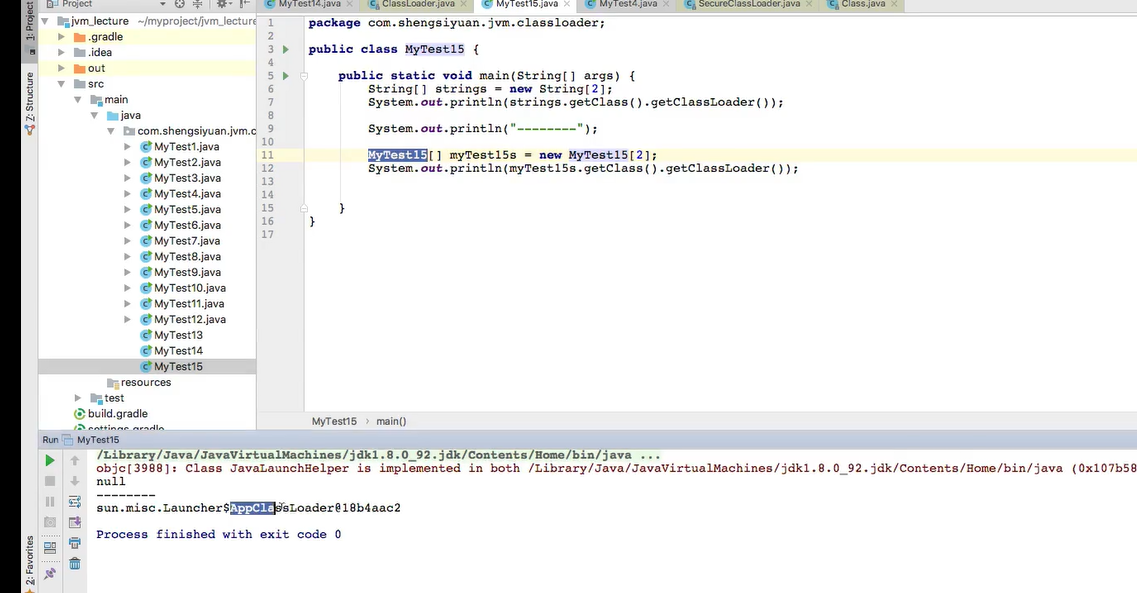 1: Project
Z: Structure
2: Favorites
Project
MyTest14.java
ClassLoader.java
MyTest15.java
MyTest4.java
SecureClassLoader.java
Class.java
jvm_lecture ~/myproject/jvm_lecture
.gradle
.idea
out
src
main
java
com.shengsiyuan.jvm.c
MyTest1.java
MyTest2.java
MyTest3.java
MyTest4.java
MyTest5.java
MyTest6.java
MyTest7.java
MyTest8.java
MyTest9.java
MyTest10.java
MyTest11.java
MyTest12.java
MyTest13
MyTest14
MyTest15
resources
test
build.gradle
settings.gradle
1 package com.shengsiyuan.jvm.classloader;
2
3 public class MyTest15 {
4
5 public static void main(String[] args) {
6 String[] strings = new String[2];
7 System.out.println(strings.getClass().getClassLoader());
8
9 System.out.println("--------");
10
11 MyTest15[] myTest15s = new MyTest15[2];
12 System.out.println(myTest15s.getClass().getClassLoader());
13
14
15 }
16 }
17
MyTest15 › main()
Run MyTest15
/Library/Java/JavaVirtualMachines/jdk1.8.0_92.jdk/Contents/Home/bin/java ...
objc[3988]: Class JavaLaunchHelper is implemented in both /Library/Java/JavaVirtualMachines/jdk1.8.0_92.jdk/Contents/Home/bin/java (0x107b58
null
--------
sun.misc.Launcher$AppClassLoader@18b4aac2
Process finished with exit code 0